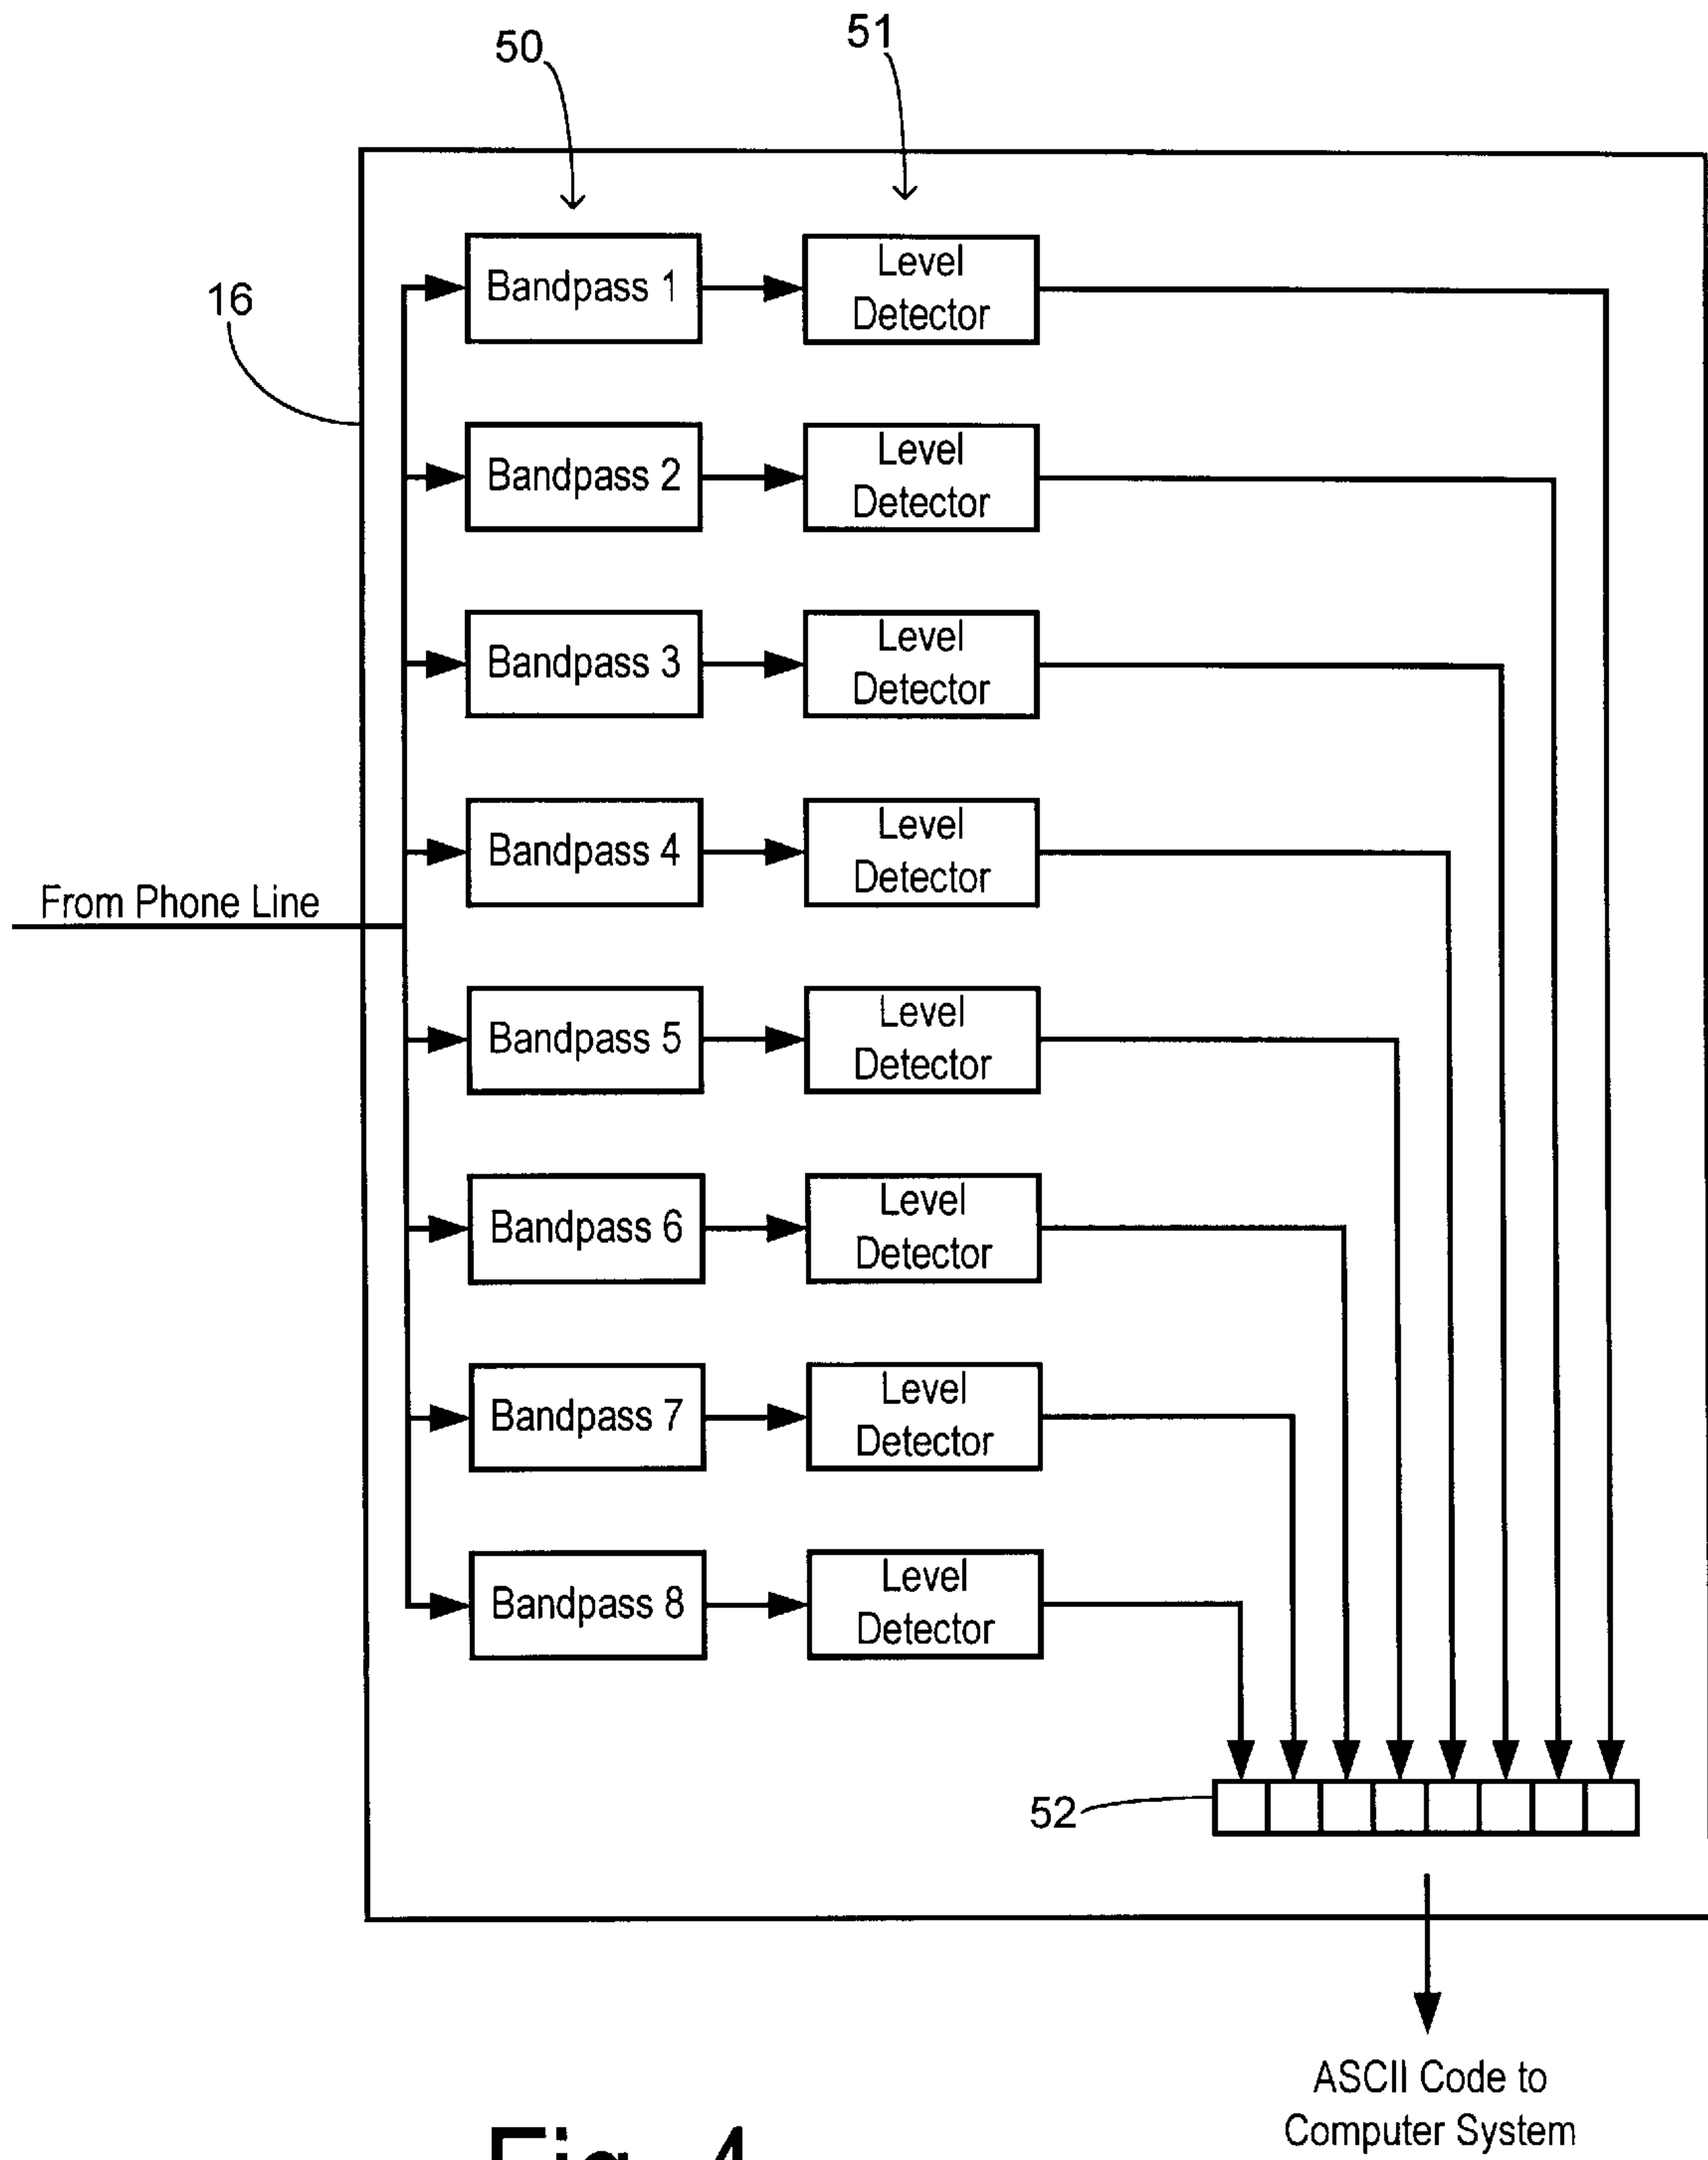 50
51
16
Bandpass 1
Level
Detector
Bandpass 2
Level
Detector
Bandpass 3
Level
Detector
Bandpass 4
Level
Detector
From Phone Line
Bandpass 5
Level
Detector
Bandpass 6
Level
Detector
Bandpass 7
Level
Detector
Bandpass 8
Level
Detector
52
ASCII Code to
Computer System
Fig. 4